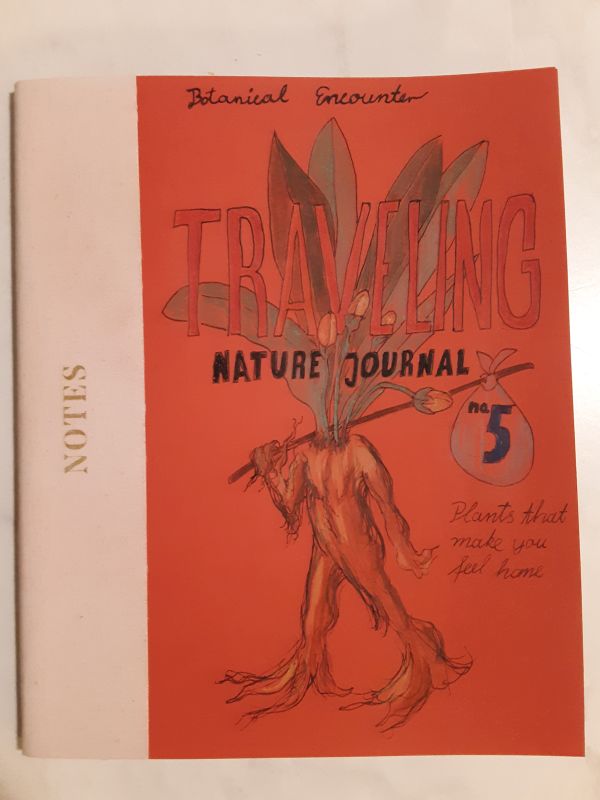 Botanical Encounter
TRAVELING
NATURE JOURNAL
no 5
Plants that
make you
feel home
NOTES